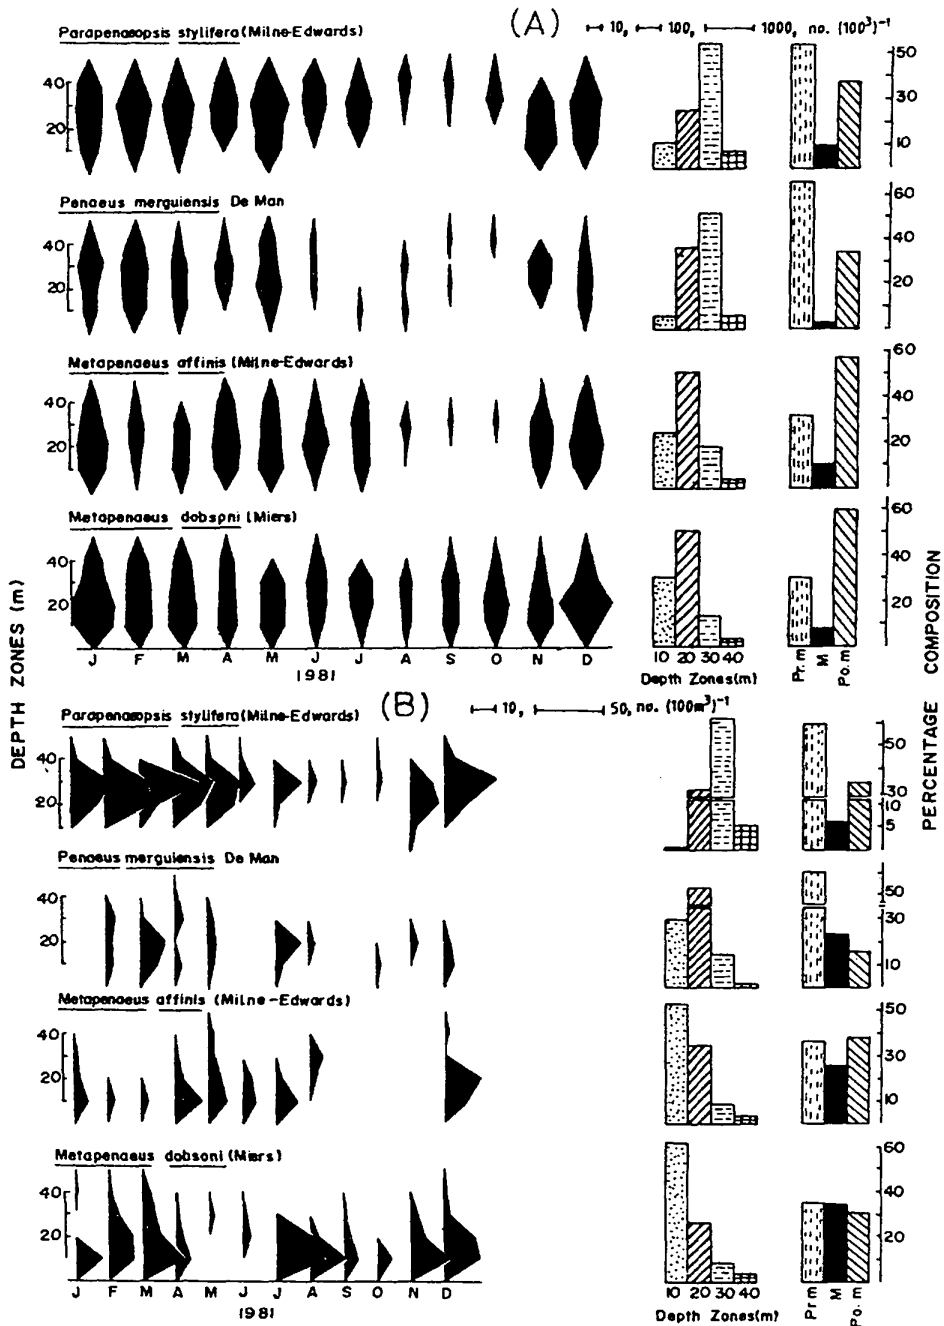 (A)
10, 100, 1000, no. (100³)⁻¹
Parapenaeopsis stylifera (Milne-Edwards)
40
20
50
30
10
Penaeus merguiensis De Man
40
20
60
40
20
Metapenaeus affinis (Milne-Edwards)
40
20
60
40
20
Metapenaeus dobsoni (Miers)
40
20
60
40
20
J F M A M J J A S O N D
1981
10 20 30 40
Depth Zones(m)
Pr. m M Po. m
DEPTH ZONES (m)
PERCENTAGE COMPOSITION
(B)
10, 50, no. (100m³)⁻¹
Parapenaeopsis stylifera (Milne-Edwards)
40
20
50
30
10
5
Penaeus merguiensis De Man
40
20
50
30
10
Metapenaeus affinis (Milne-Edwards)
40
20
50
30
10
Metapenaeus dobsoni (Miers)
40
20
60
40
20
J F M A M J J A S O N D
1981
10 20 30 40
Depth Zones(m)
Pr m M Po. m